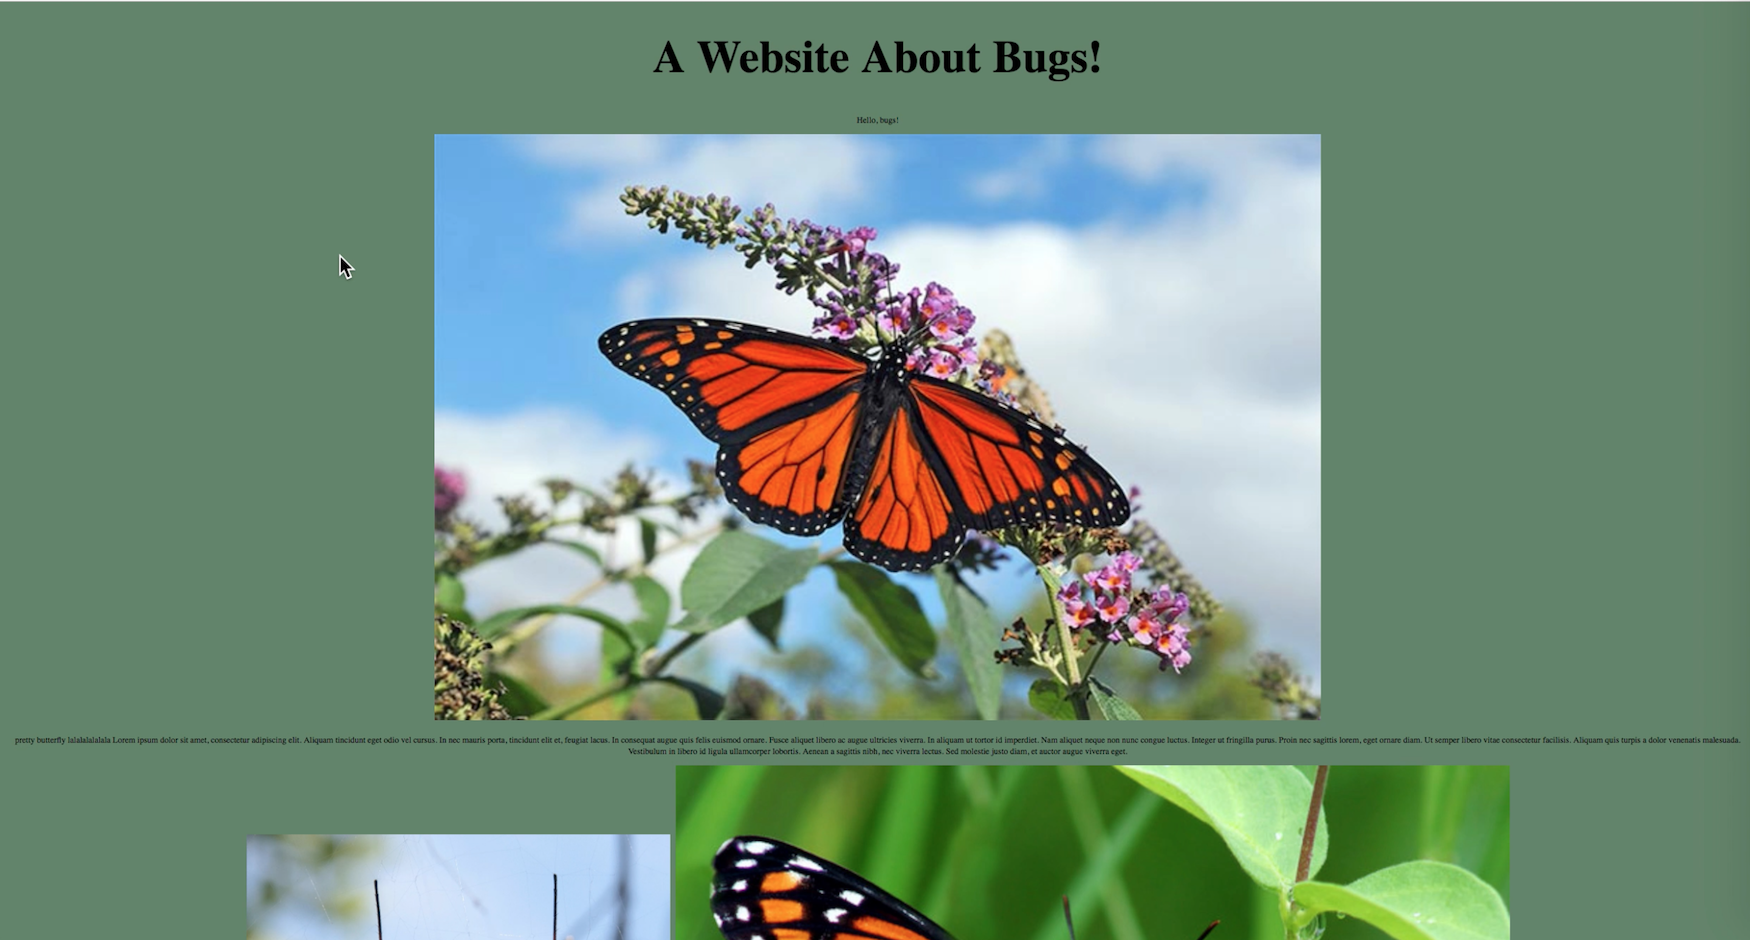 A Website About Bugs!
Hello, bugs!
pretty butterfly lalalalalalala Lorem ipsum dolor sit amet, consectetur adipiscing elit. Aliquam tincidunt eget odio vel cursus. In nec mauris porta, tincidunt elit et, feugiat lacus. In consequat augue quis felis euismod ornare. Fusce aliquet libero ac augue ultricies viverra. In aliquam ut tortor id imperdiet. Nam aliquet neque non nunc congue luctus. Integer ut fringilla purus. Proin nec sagittis lorem, eget ornare diam. Ut semper libero vitae consectetur facilisis. Aliquam quis turpis a dolor venenatis malesuada.
Vestibulum in libero id ligula ullamcorper lobortis. Aenean a sagittis nibh, nec viverra lectus. Sed molestie justo diam, et auctor augue viverra eget.